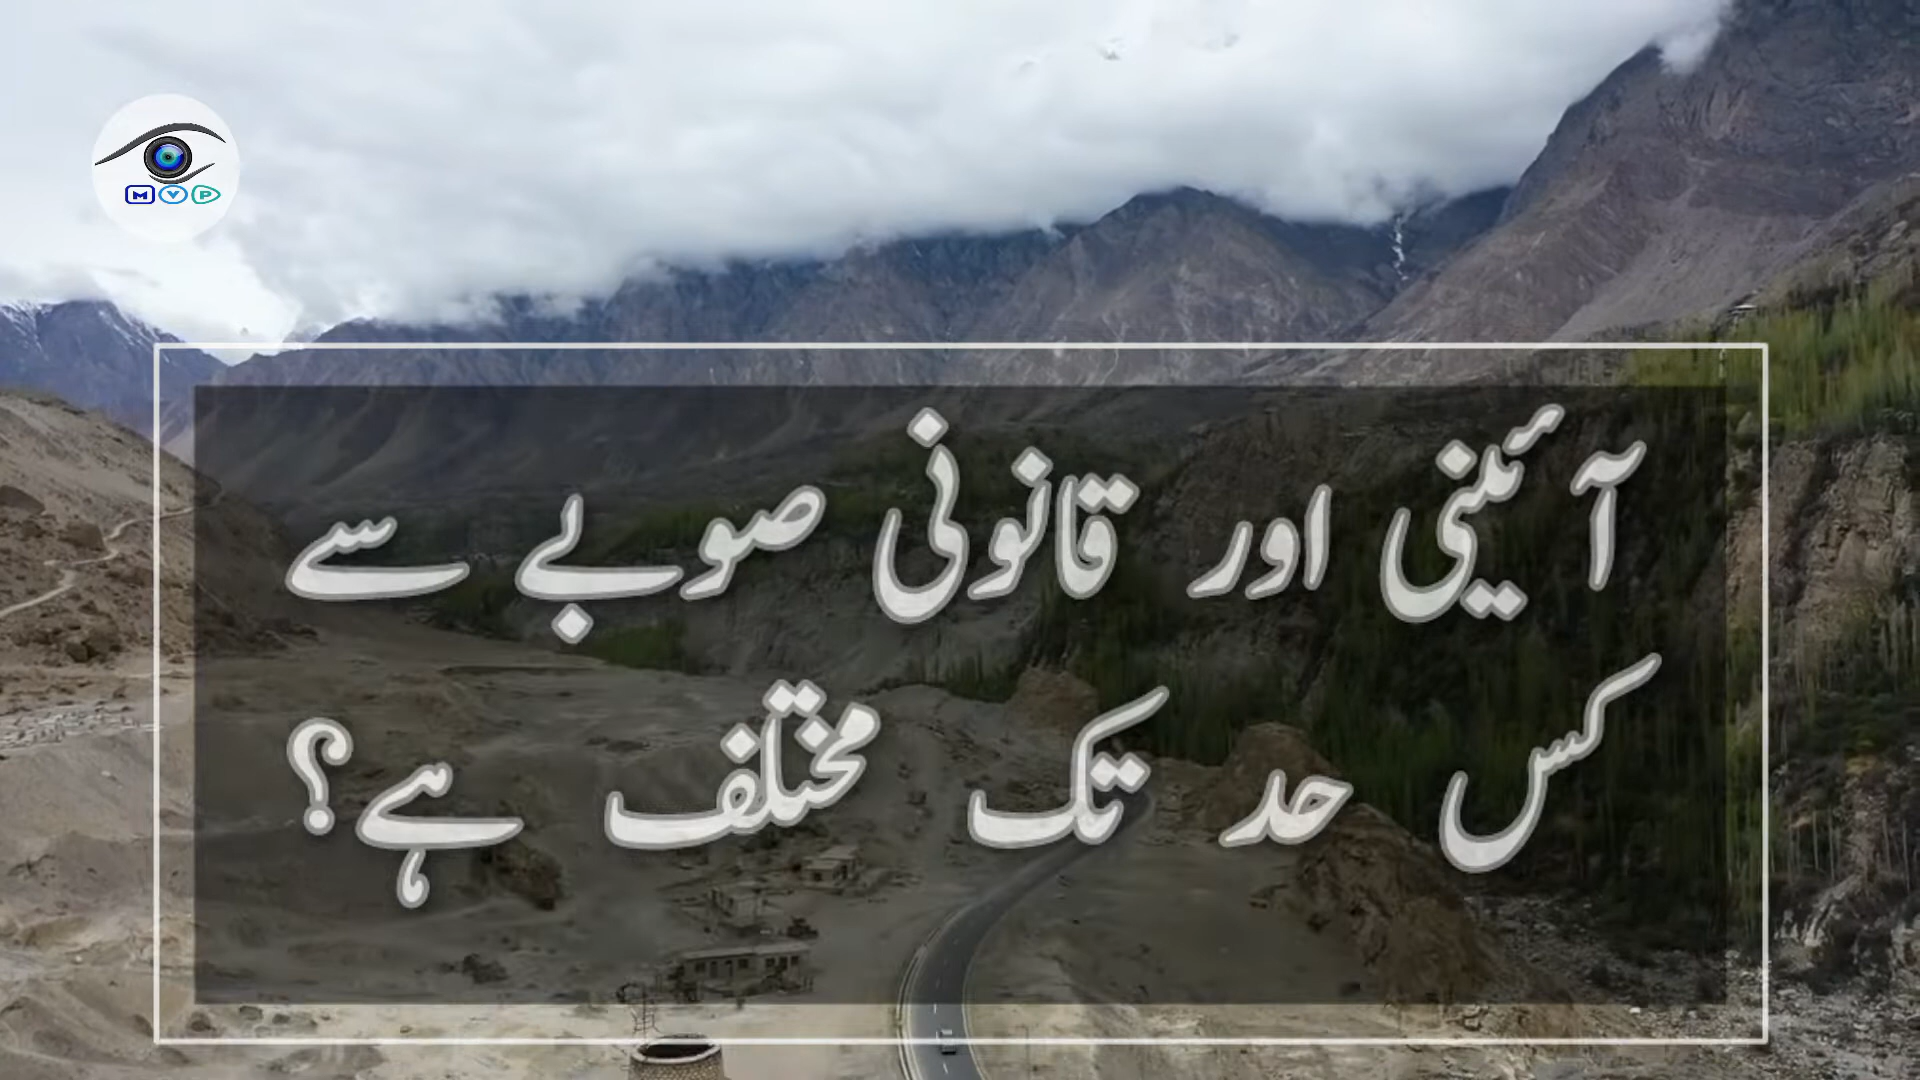 MVP
آئینی اور قانونی صوبے سے
کس حد تک مختلف ہے؟